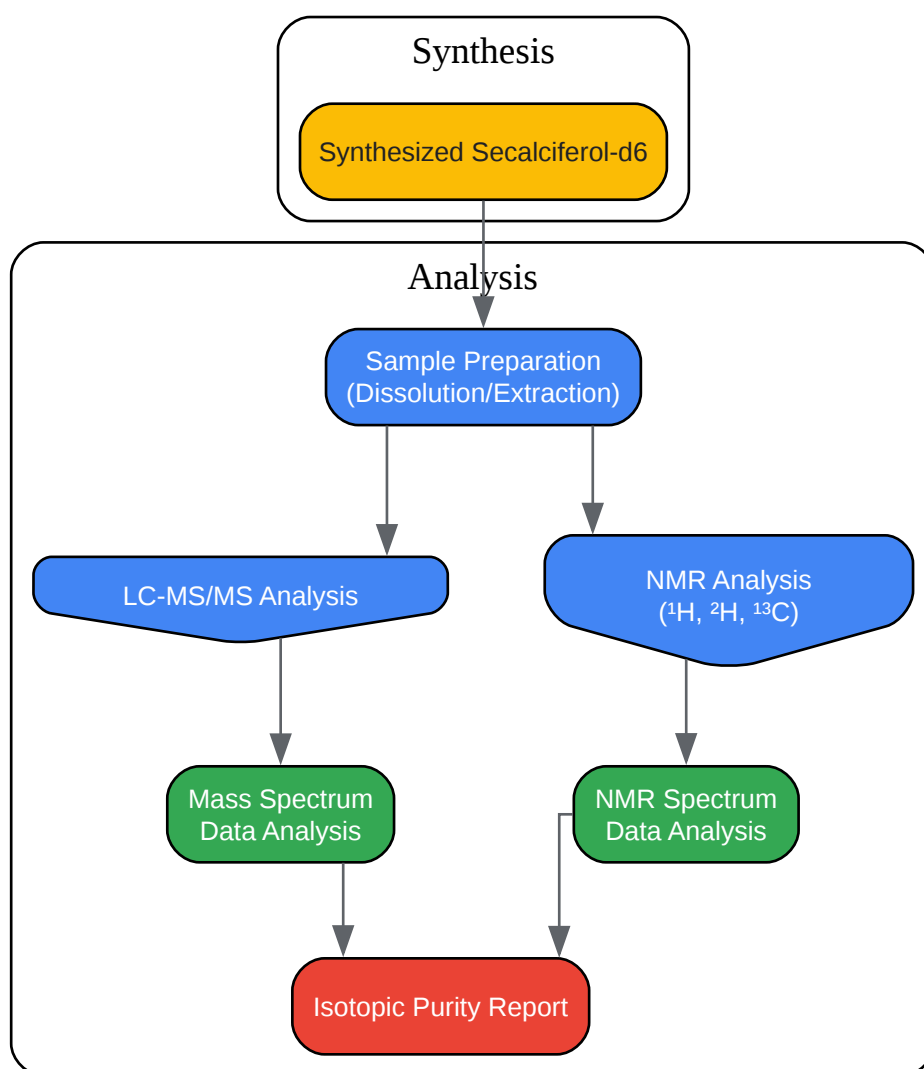 Synthesis
Synthesized Secalciferol-d6
Analysis
Sample Preparation
(Dissolution/Extraction)
LC-MS/MS Analysis
NMR Analysis
(¹H, ²H, ¹³C)
Mass Spectrum
Data Analysis
NMR Spectrum
Data Analysis
Isotopic Purity Report